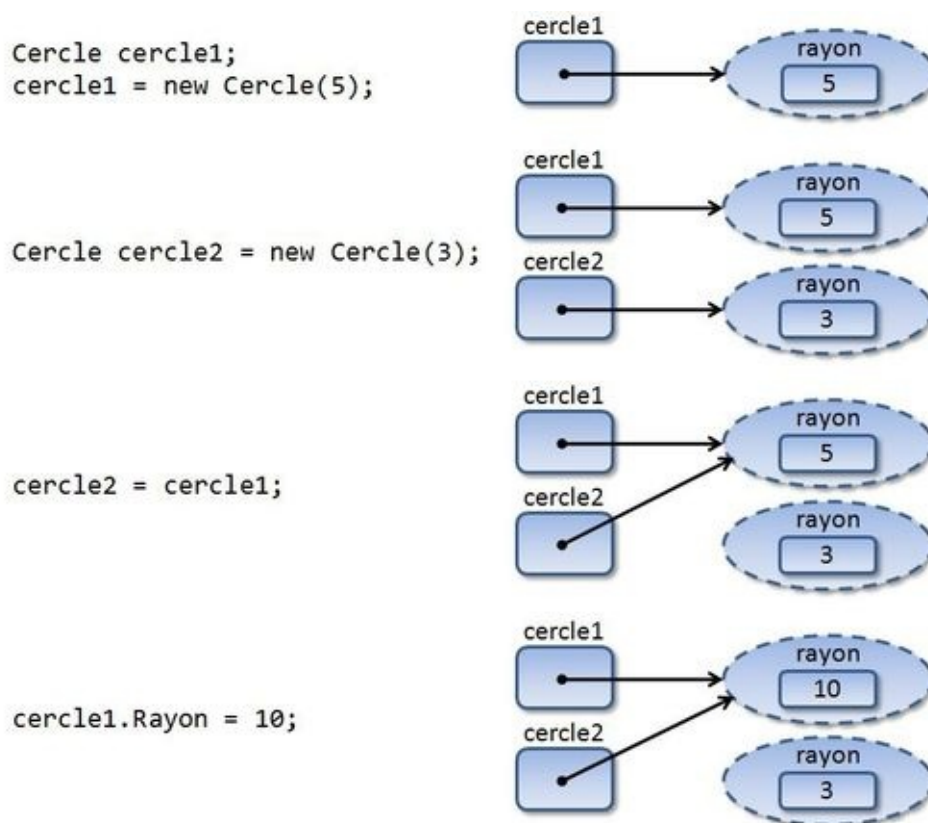 Cercle cercle1;
cercle1 = new Cercle(5);
cercle1
rayon
5
Cercle cercle2 = new Cercle(3);
cercle1
rayon
5
cercle2
rayon
3
cercle2 = cercle1;
cercle1
rayon
5
cercle2
rayon
3
cercle1.Rayon = 10;
cercle1
rayon
10
cercle2
rayon
3